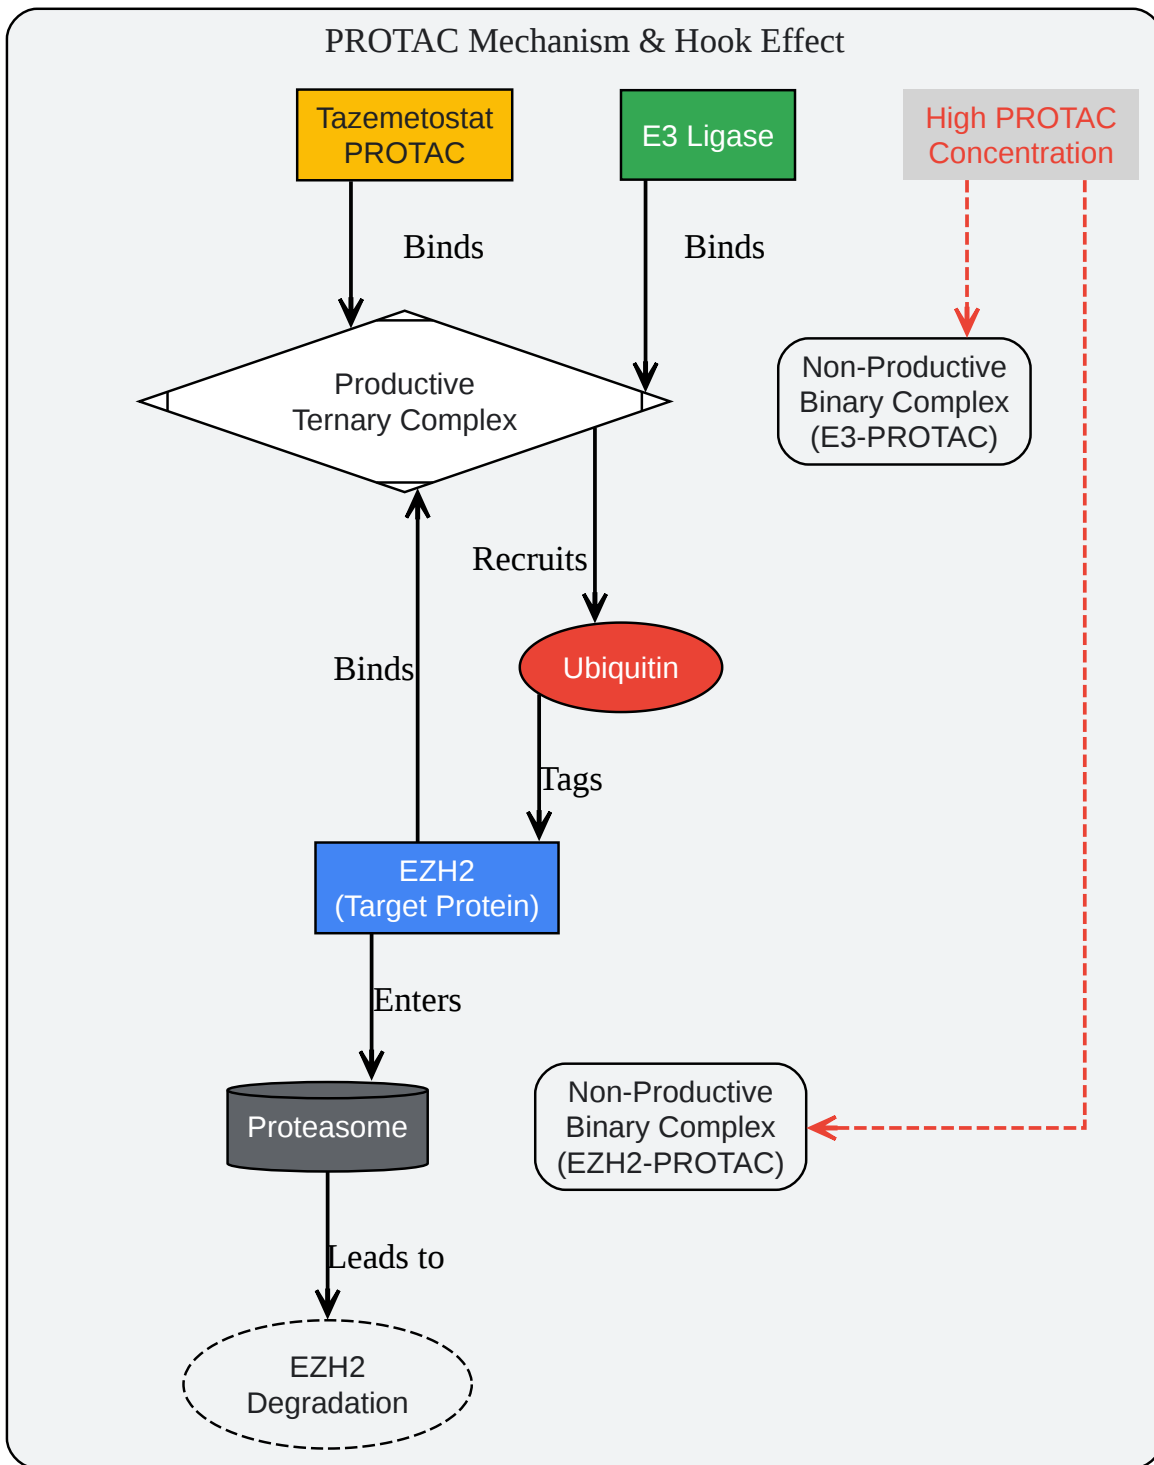 PROTAC Mechanism & Hook Effect
Tazemetostat
PROTAC
E3 Ligase
High PROTAC
Concentration
Binds
Binds
Productive
Ternary Complex
Non-Productive
Binary Complex
(E3-PROTAC)
Recruits
Binds
Ubiquitin
Tags
EZH2
(Target Protein)
Enters
Proteasome
Non-Productive
Binary Complex
(EZH2-PROTAC)
Leads to
EZH2
Degradation